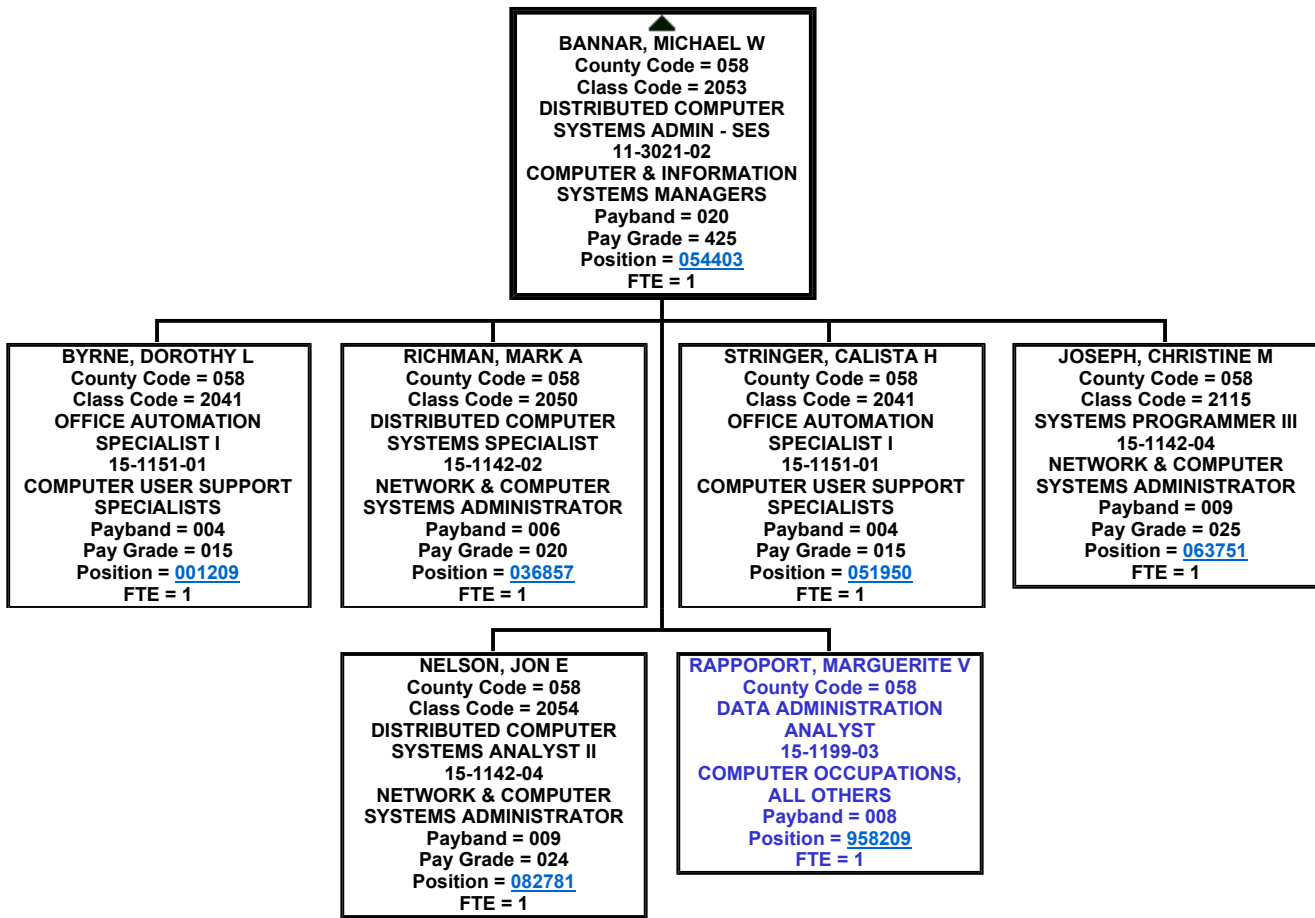 BANNAR, MICHAEL W
County Code = 058
Class Code = 2053
DISTRIBUTED COMPUTER
SYSTEMS ADMIN - SES
11-3021-02
COMPUTER & INFORMATION
SYSTEMS MANAGERS
Payband = 020
Pay Grade = 425
Position = 054403
FTE = 1
BYRNE, DOROTHY L
County Code = 058
Class Code = 2041
OFFICE AUTOMATION
SPECIALIST I
15-1151-01
COMPUTER USER SUPPORT
SPECIALISTS
Payband = 004
Pay Grade = 015
Position = 001209
FTE = 1
RICHMAN, MARK A
County Code = 058
Class Code = 2050
DISTRIBUTED COMPUTER
SYSTEMS SPECIALIST
15-1142-02
NETWORK & COMPUTER
SYSTEMS ADMINISTRATOR
Payband = 006
Pay Grade = 020
Position = 036857
FTE = 1
STRINGER, CALISTA H
County Code = 058
Class Code = 2041
OFFICE AUTOMATION
SPECIALIST I
15-1151-01
COMPUTER USER SUPPORT
SPECIALISTS
Payband = 004
Pay Grade = 015
Position = 051950
FTE = 1
JOSEPH, CHRISTINE M
County Code = 058
Class Code = 2115
SYSTEMS PROGRAMMER III
15-1142-04
NETWORK & COMPUTER
SYSTEMS ADMINISTRATOR
Payband = 009
Pay Grade = 025
Position = 063751
FTE = 1
NELSON, JON E
County Code = 058
Class Code = 2054
DISTRIBUTED COMPUTER
SYSTEMS ANALYST II
15-1142-04
NETWORK & COMPUTER
SYSTEMS ADMINISTRATOR
Payband = 009
Pay Grade = 024
Position = 082781
FTE = 1
RAPPOPORT, MARGUERITE V
County Code = 058
DATA ADMINISTRATION
ANALYST
15-1199-03
COMPUTER OCCUPATIONS,
ALL OTHERS
Payband = 008
Position = 958209
FTE = 1